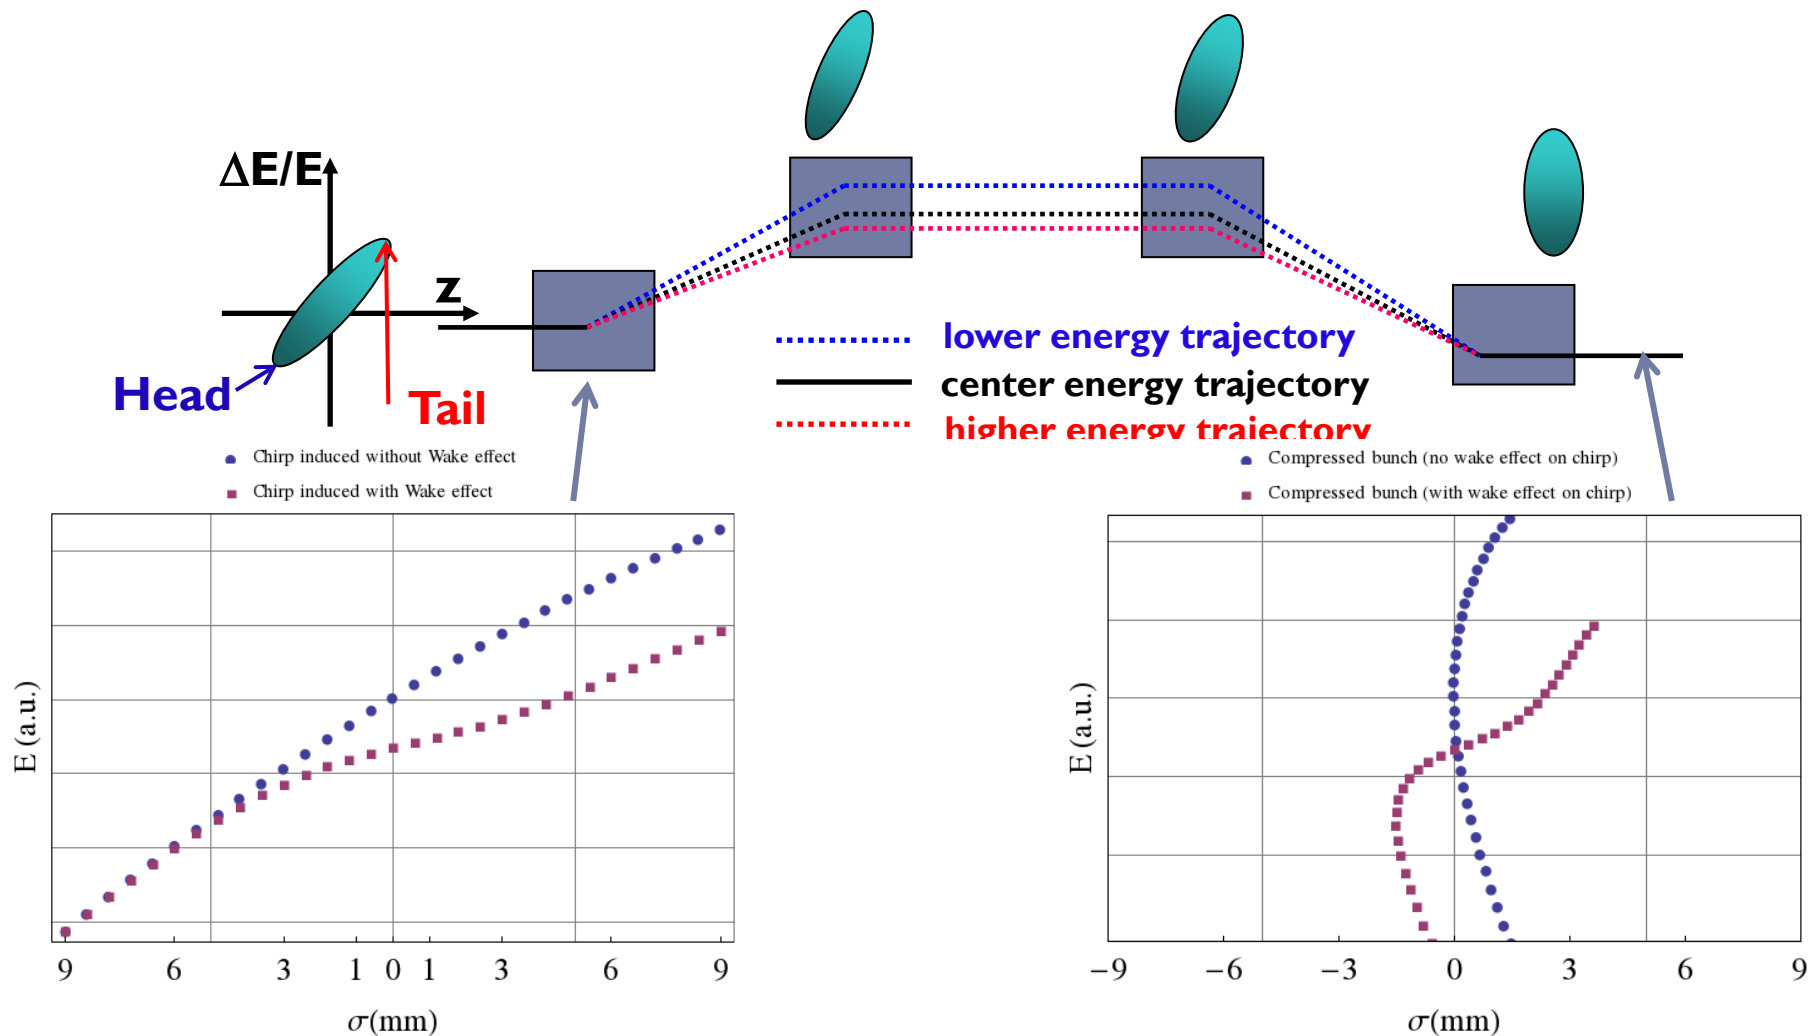 ΔE/E
z
Head
Tail
lower energy trajectory
center energy trajectory
higher energy trajectory
Chirp induced without Wake effect
Chirp induced with Wake effect
E (a.u.)
9 6 3 1 0 1 3 6 9
σ(mm)
Compressed bunch (no wake effect on chirp)
Compressed bunch (with wake effect on chirp)
E (a.u.)
−9 −6 −3 0 3 6 9
σ(mm)